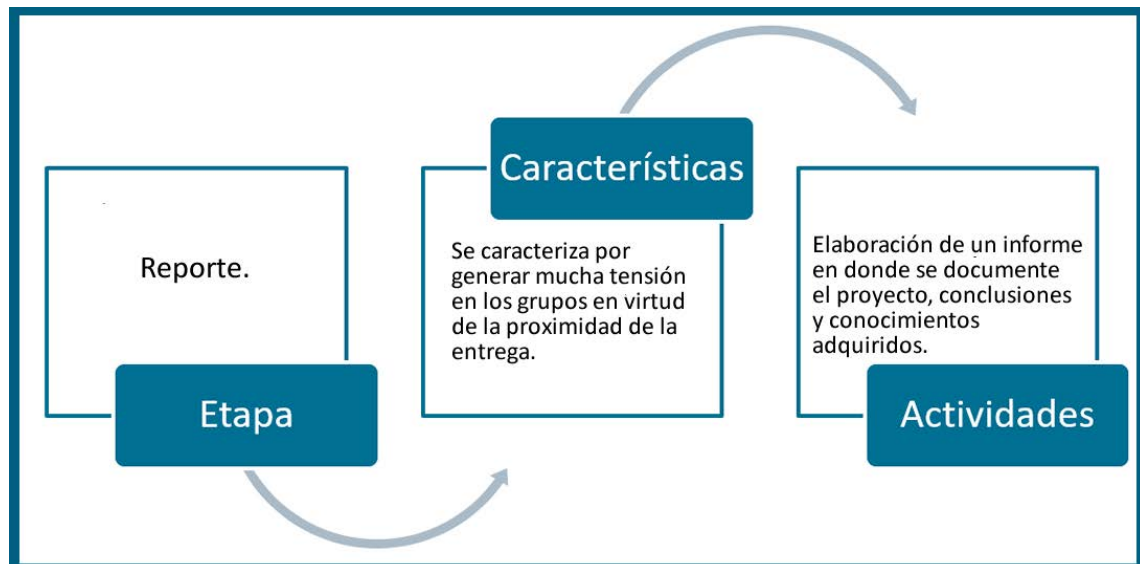 Reporte.
Etapa
Característícas
Se caracteriza por
generar mucha tensión
en los grupos en virtud
de la proximidad de la
entrega.
Elaboración de un informe
en donde se documente
el proyecto, conclusiones
y conocimientos
adquiridos.
Actividades